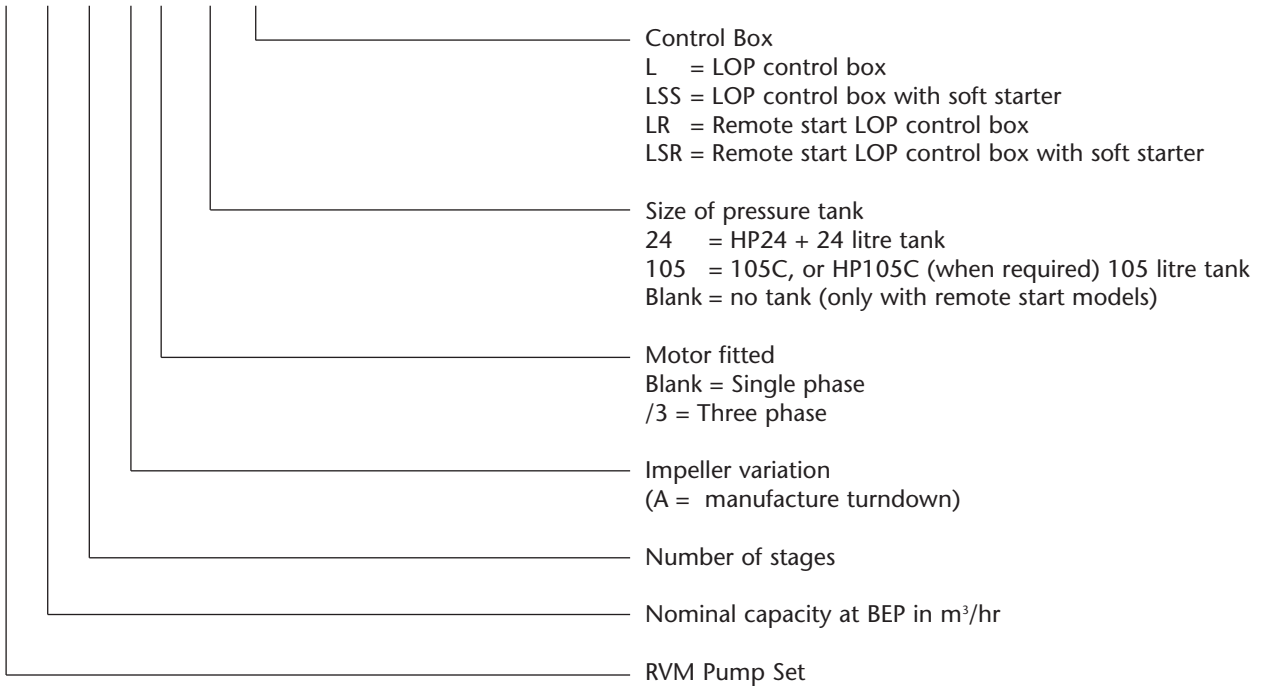 Control Box
L = LOP control box
LSS = LOP control box with soft starter
LR = Remote start LOP control box
LSR = Remote start LOP control box with soft starter
Size of pressure tank
24 = HP24 + 24 litre tank
105 = 105C, or HP105C (when required) 105 litre tank
Blank = no tank (only with remote start models)
Motor fitted
Blank = Single phase
/3 = Three phase
Impeller variation
(A = manufacture turndown)
Number of stages
Nominal capacity at BEP in m³/hr
RVM Pump Set